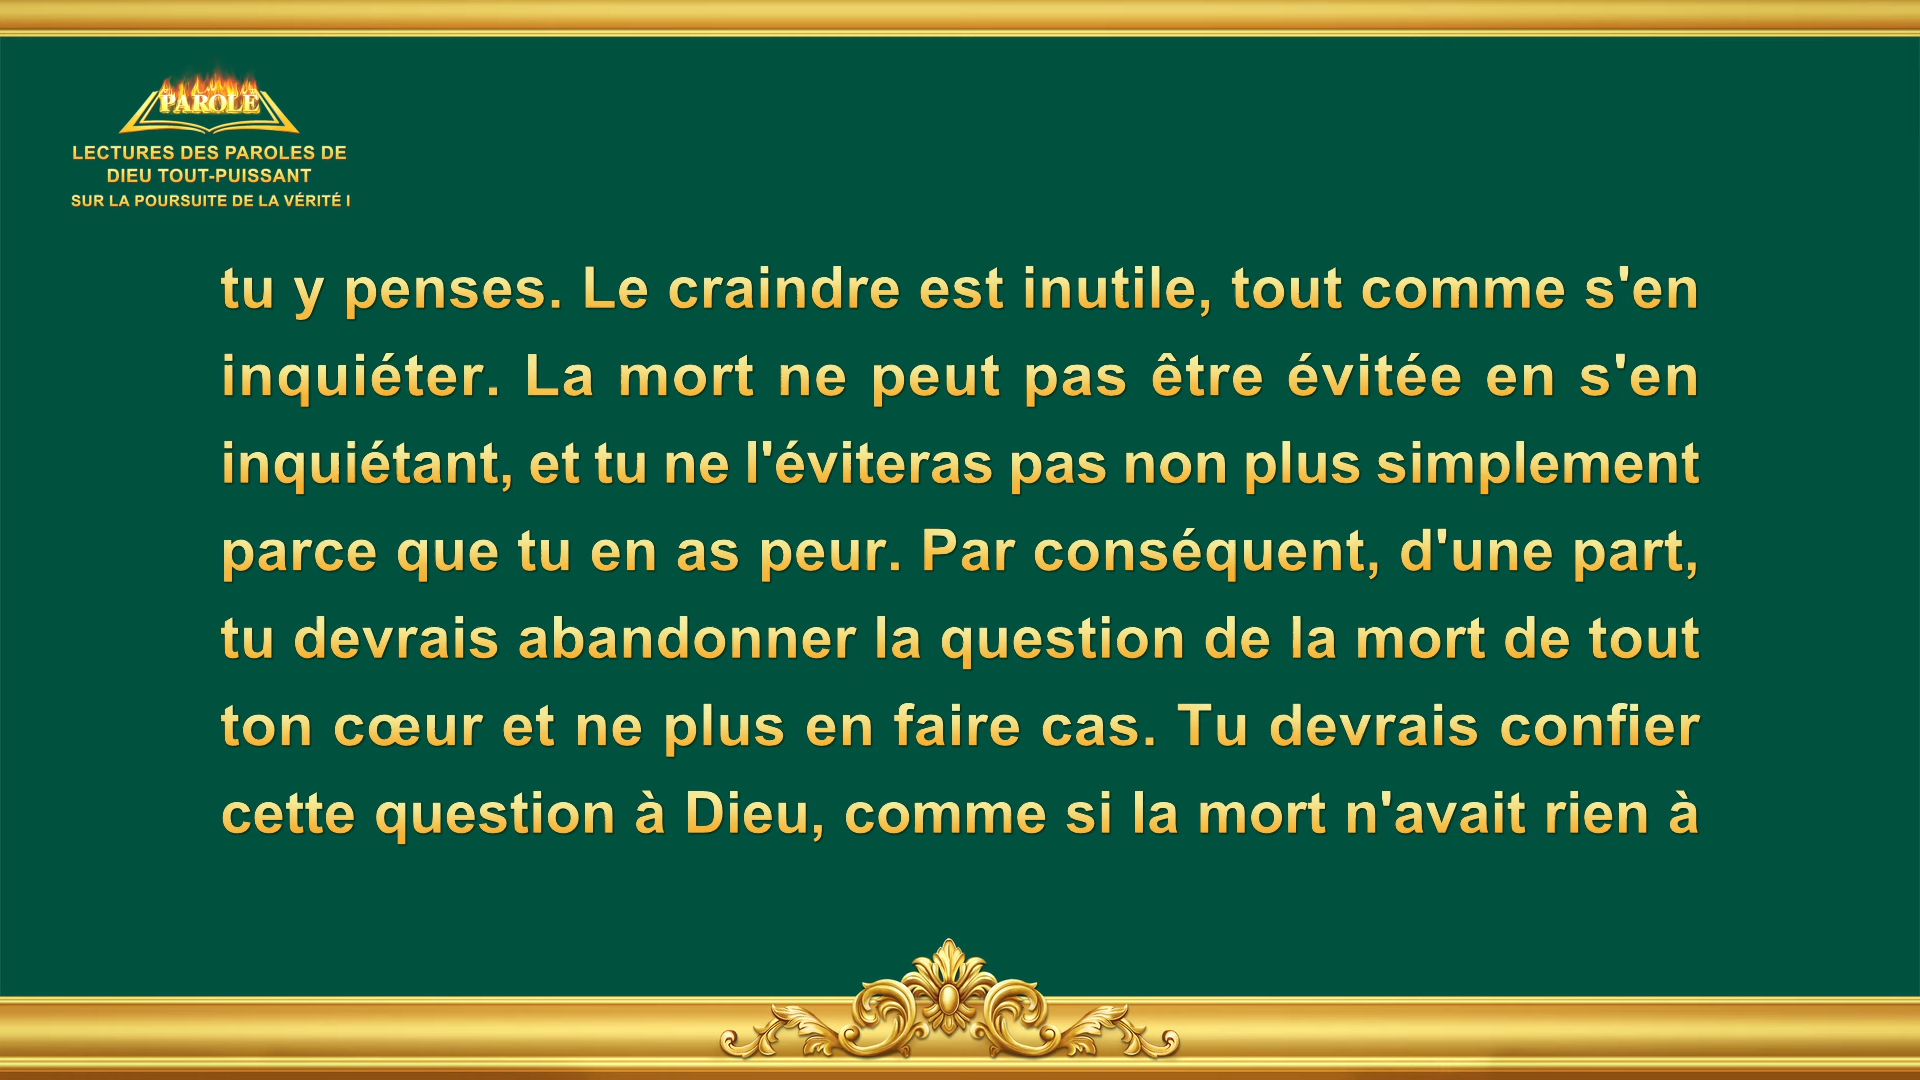 PAROLE
LECTURES DES PAROLES DE
DIEU TOUT-PUISSANT
SUR LA POURSUITE DE LA VÉRITÉ I
tu y penses. Le craindre est inutile, tout comme s'en
inquiéter. La mort ne peut pas être évitée en s'en
inquiétant, et tu ne l'éviteras pas non plus simplement
parce que tu en as peur. Par conséquent, d'une part,
tu devrais abandonner la question de la mort de tout
ton cœur et ne plus en faire cas. Tu devrais confier
cette question à Dieu, comme si la mort n'avait rien à